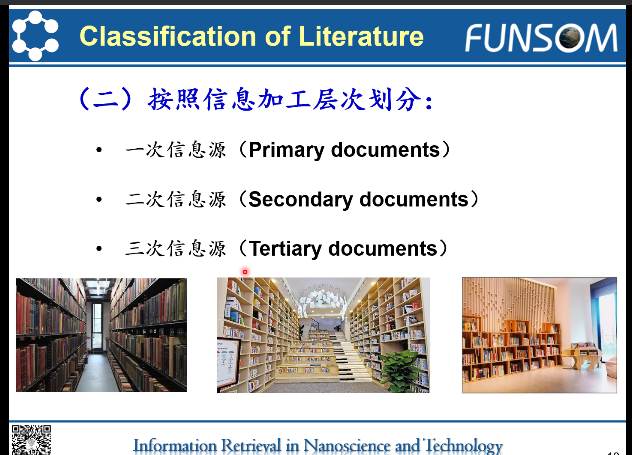 Classification of Literature
FUNSOM
（二）按照信息加工层次划分：
• 一次信息源（Primary documents）
• 二次信息源（Secondary documents）
• 三次信息源（Tertiary documents）
Information Retrieval in Nanoscience and Technology